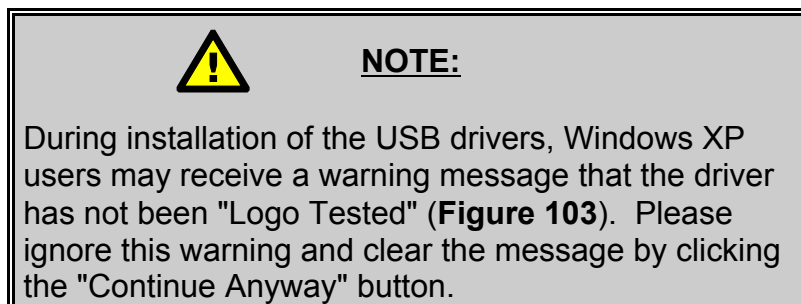 NOTE:
During installation of the USB drivers, Windows XP
users may receive a warning message that the driver
has not been "Logo Tested" (Figure 103).  Please
ignore this warning and clear the message by clicking
the "Continue Anyway" button.